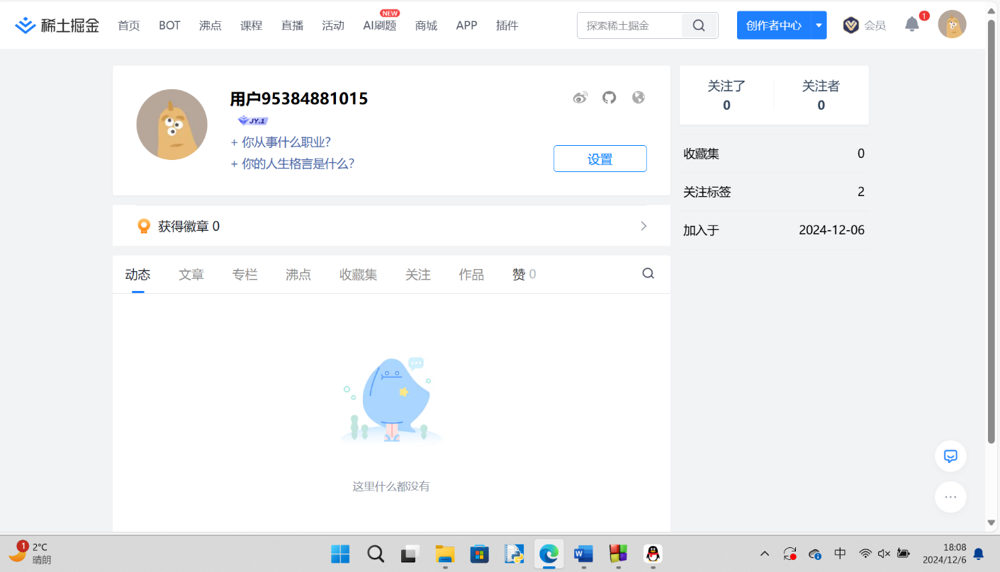 稀土掘金
首页 BOT 沸点 课程 直播 活动 AI刷题 NEW 商城 APP 插件
探索稀土掘金
创作者中心
会员
1
用户95384881015
JY.1
+ 你从事什么职业?
+ 你的人生格言是什么?
设置
关注了 关注者
0 0
收藏集 0
关注标签 2
加入于 2024-12-06
获得徽章 0
动态 文章 专栏 沸点 收藏集 关注 作品 赞 0
这里什么都没有
1
2°C
晴朗
中
18:08
2024/12/6